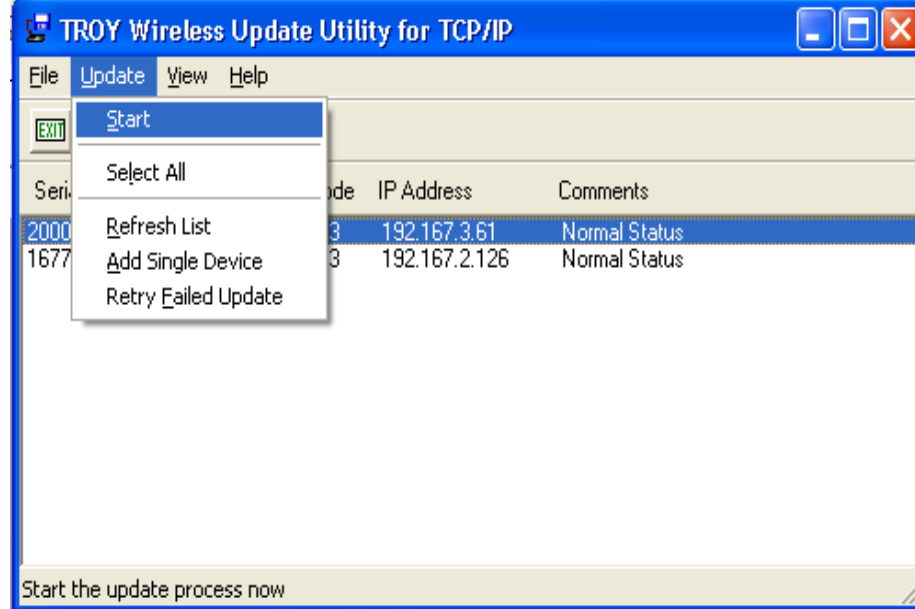 TROY Wireless Update Utility for TCP/IP
File Update View Help
EXIT
Start
Select All
Refresh List
Add Single Device
Retry Failed Update
IP Address Comments
192.167.3.61 Normal Status
192.167.2.126 Normal Status
Start the update process now